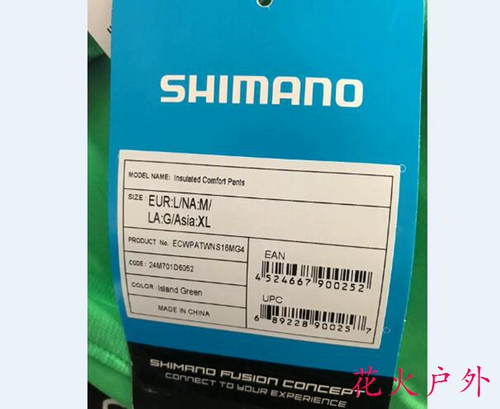 SHIMANO
MODEL NAME: Insulated Comfort Pants
SIZE: EUR:L/NA:M/
LA:G/Asia:XL
PRODUCT No.: ECWPATWNS16MG4
CODE: 24M701D6052
COLOR: Island Green
MADE IN CHINA
EAN
4 524667 900252
UPC
6 89228 90025 7
SHIMANO FUSION CONCEPT
CONNECT TO YOUR EXPERIENCE
花火户外